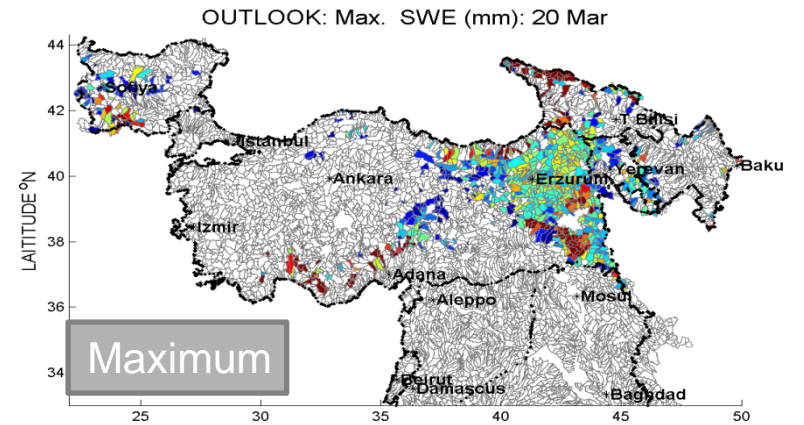 OUTLOOK: Max. SWE (mm): 20 Mar
44
Sofiya
42
T Bilisi
Istanbul
Yerevan
Baku
40
Ankara
Erzurum
LAITITUDE ºN
Izmir
38
Adana
Mosul
Aleppo
36
Maximum
34
Beirut
Damascus
Baghdad
25 30 35 40 45 50